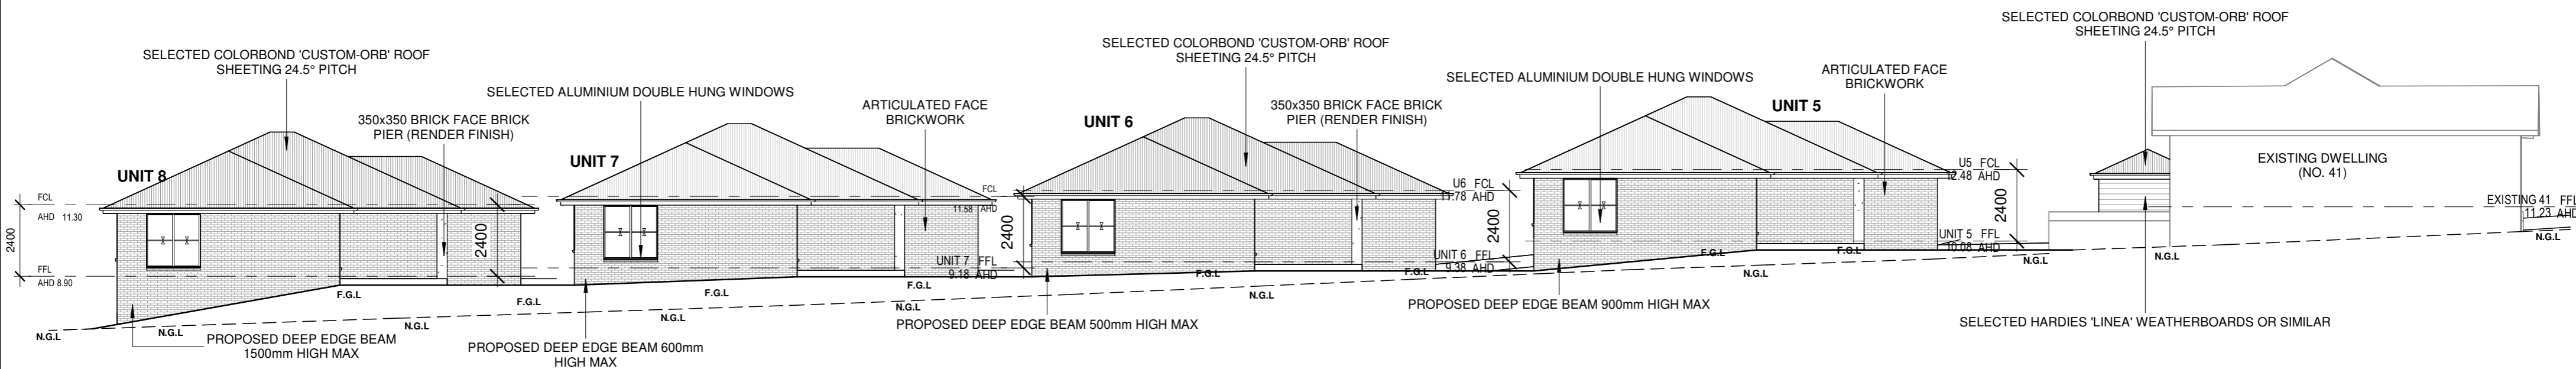 SELECTED COLORBOND 'CUSTOM-ORB' ROOF
SHEETING 24.5° PITCH
350x350 BRICK FACE BRICK
PIER (RENDER FINISH)
UNIT 8
FCL
AHD 11.30
2400
FFL
AHD 8.90
2400
N.G.L
N.G.L
F.G.L
F.G.L
N.G.L
PROPOSED DEEP EDGE BEAM
1500mm HIGH MAX
SELECTED ALUMINIUM DOUBLE HUNG WINDOWS
ARTICULATED FACE
BRICKWORK
UNIT 7
FCL
11.58 AHD
2400
UNIT 7 FFL
9.18 AHD
F.G.L
F.G.L
N.G.L
N.G.L
PROPOSED DEEP EDGE BEAM 600mm
HIGH MAX
SELECTED COLORBOND 'CUSTOM-ORB' ROOF
SHEETING 24.5° PITCH
350x350 BRICK FACE BRICK
PIER (RENDER FINISH)
UNIT 6
U6 FCL
11.78 AHD
2400
UNIT 6 FFL
9.38 AHD
F.G.L
F.G.L
N.G.L
PROPOSED DEEP EDGE BEAM 500mm HIGH MAX
SELECTED ALUMINIUM DOUBLE HUNG WINDOWS
ARTICULATED FACE
BRICKWORK
UNIT 5
U5 FCL
12.48 AHD
2400
UNIT 5 FFL
10.08 AHD
F.G.L
F.G.L
N.G.L
N.G.L
PROPOSED DEEP EDGE BEAM 900mm HIGH MAX
SELECTED COLORBOND 'CUSTOM-ORB' ROOF
SHEETING 24.5° PITCH
EXISTING DWELLING
(NO. 41)
EXISTING 41 FFL
11.23 AHD
N.G.L
N.G.L
SELECTED HARDIES 'LINEA' WEATHERBOARDS OR SIMILAR